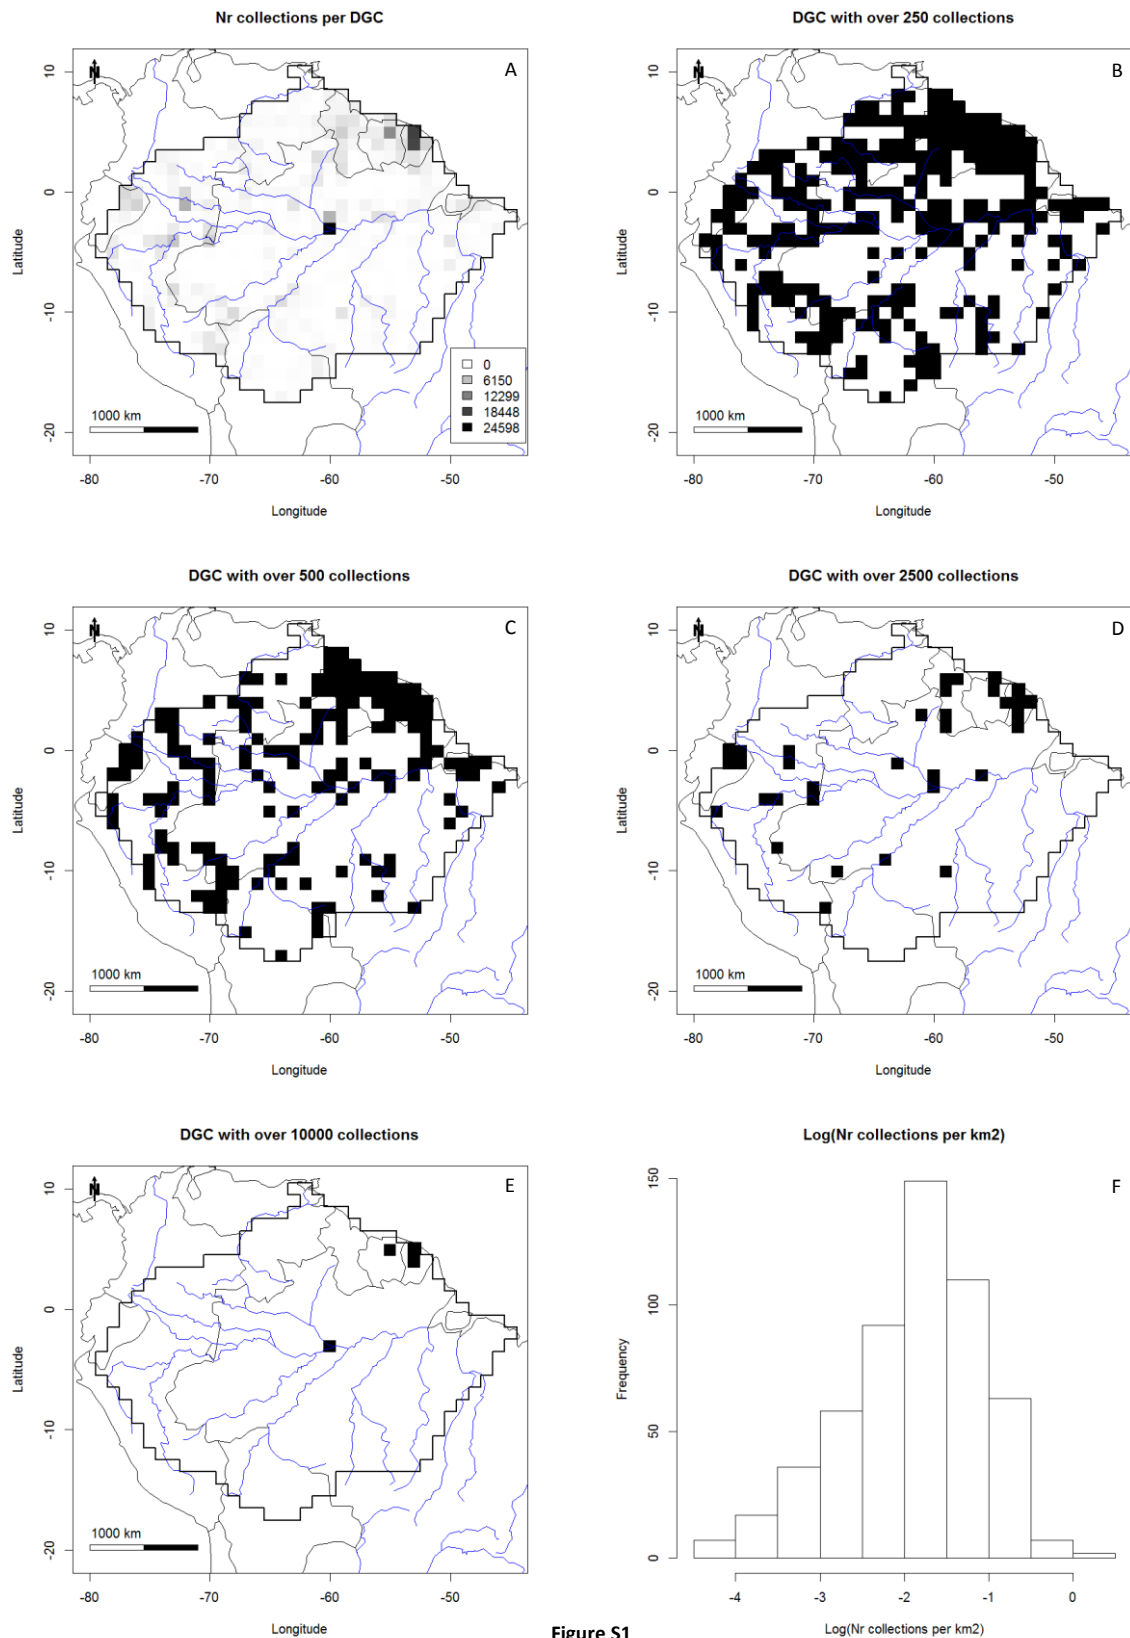 Nr collections per DGC
A
N
10
0
-10
-20
Latitude
0
6150
12299
18448
24598
1000 km
-80
-70
-60
-50
Longitude
DGC with over 250 collections
B
N
10
0
-10
-20
Latitude
1000 km
-80
-70
-60
-50
Longitude
DGC with over 500 collections
C
N
10
0
-10
-20
Latitude
1000 km
-80
-70
-60
-50
Longitude
DGC with over 2500 collections
D
N
10
0
-10
-20
Latitude
1000 km
-80
-70
-60
-50
Longitude
DGC with over 10000 collections
E
N
10
0
-10
-20
Latitude
1000 km
-80
-70
-60
-50
Longitude
Log(Nr collections per km2)
F
150
100
50
0
Frequency
-4
-3
-2
-1
0
Log(Nr collections per km2)
Figure S1